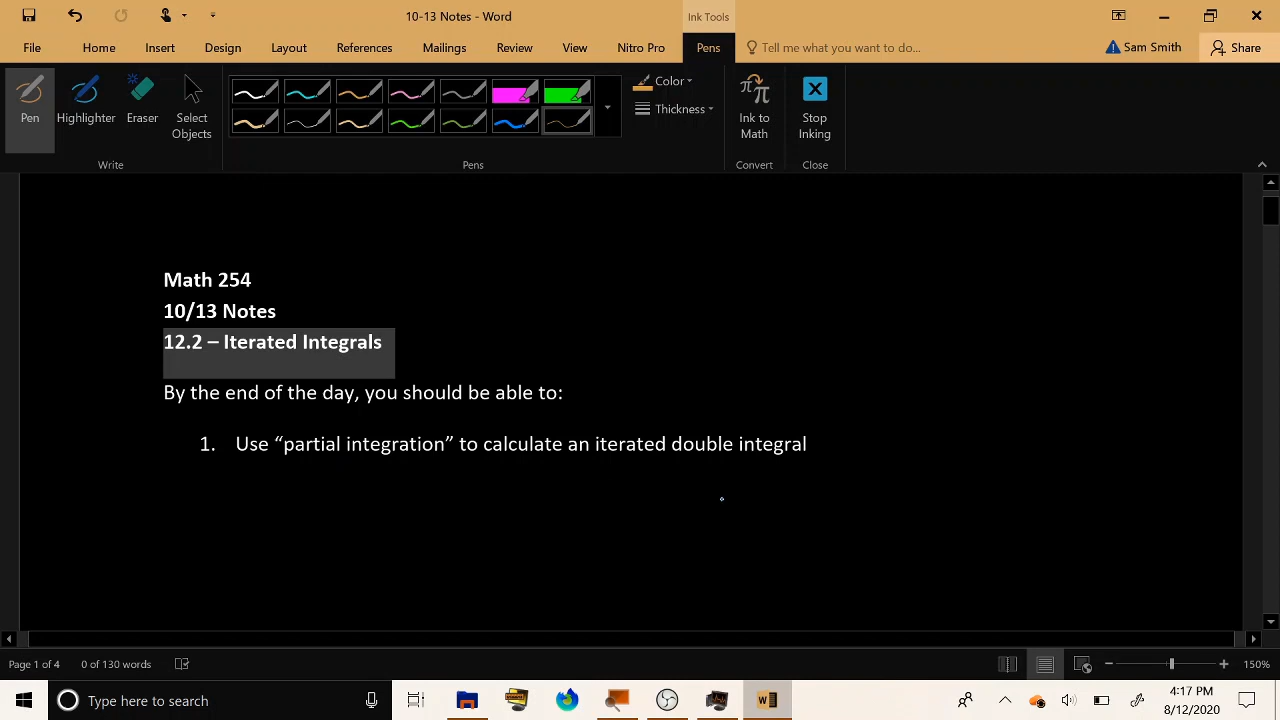 10-13 Notes - Word
Ink Tools
File Home Insert Design Layout References Mailings Review View Nitro Pro Pens Tell me what you want to do... Sam Smith Share
Pen Highlighter Eraser Select Objects
Color
Thickness
Ink to Math
Stop Inking
Write Pens Convert Close
Math 254
10/13 Notes
12.2 – Iterated Integrals
By the end of the day, you should be able to:
1. Use “partial integration” to calculate an iterated double integral
Page 1 of 4 0 of 130 words 150%
Type here to search
4:17 PM
8/12/2020